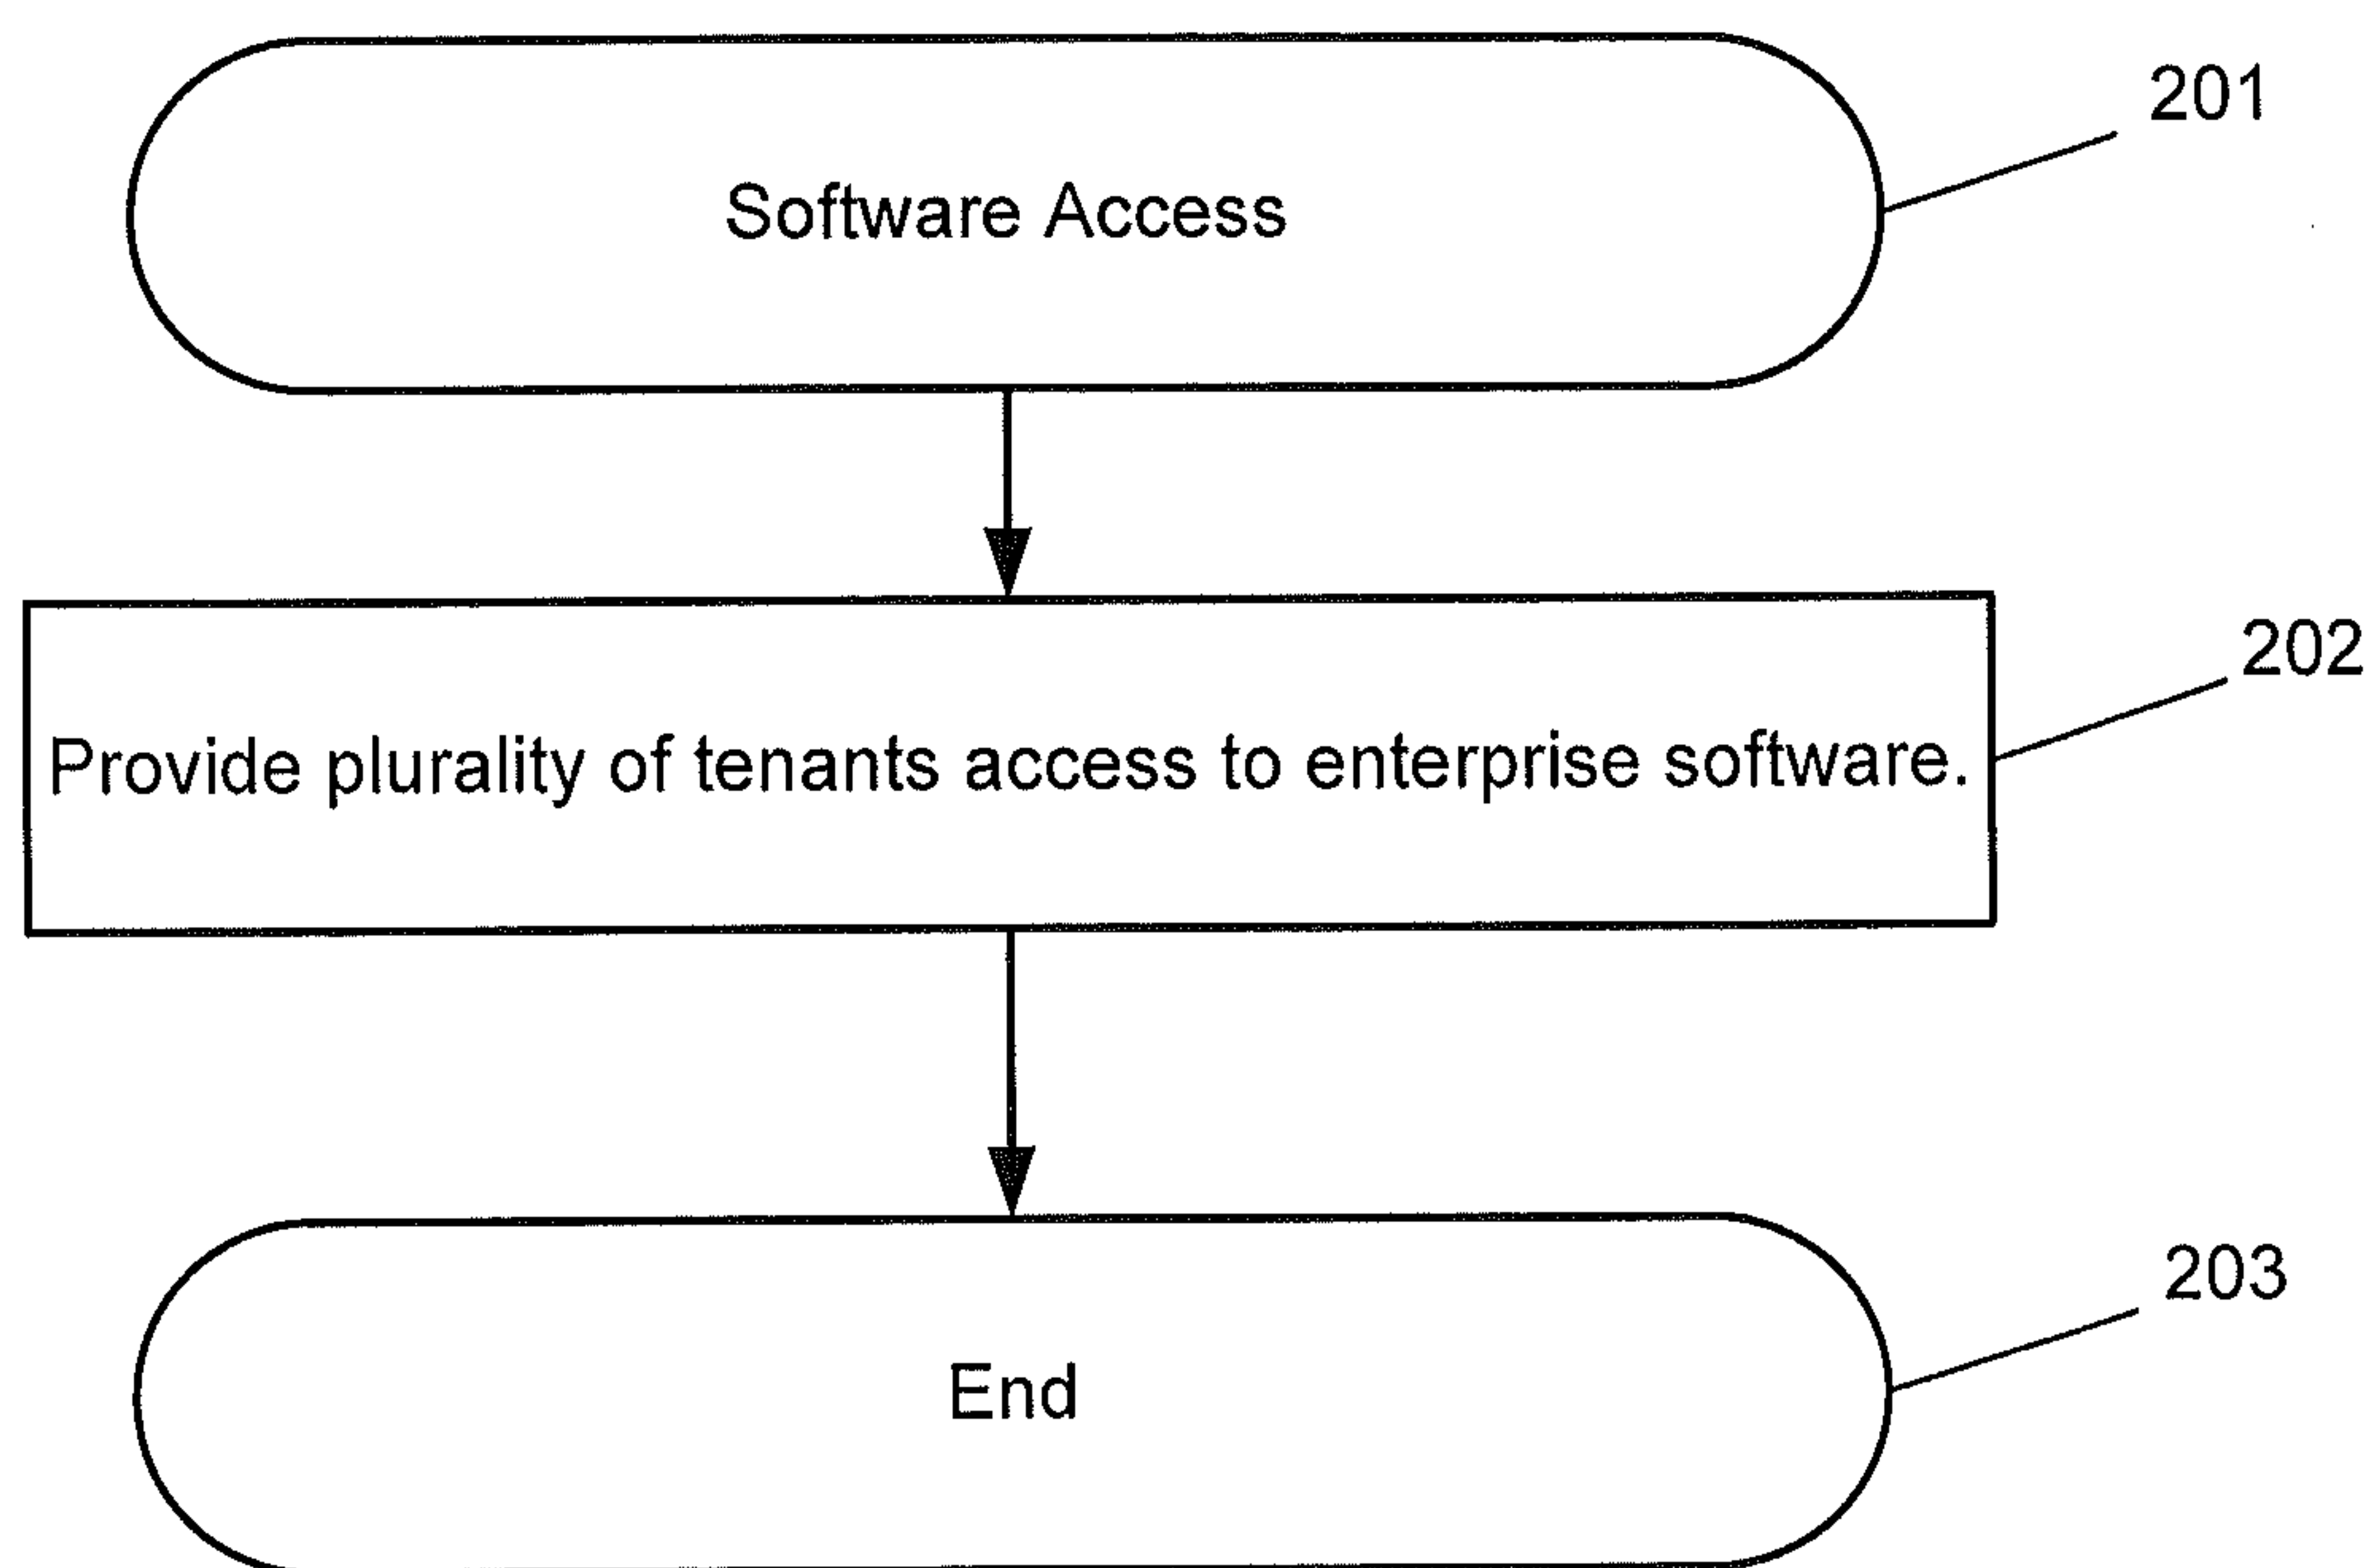 201
Software Access
202
Provide plurality of tenants access to enterprise software.
203
End